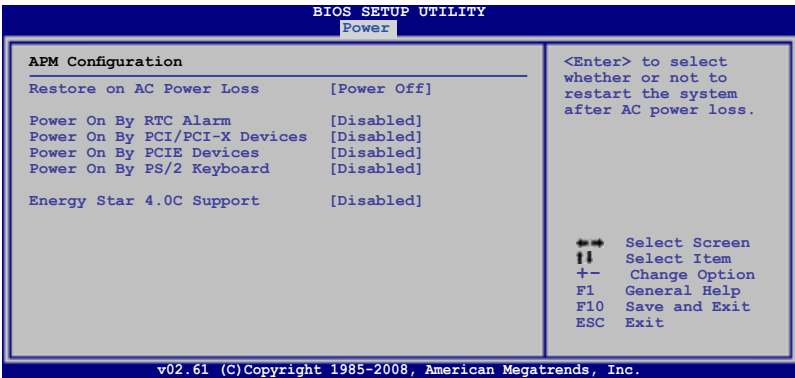 BIOS SETUP UTILITY
Power
APM Configuration
Restore on AC Power Loss [Power Off]
Power On By RTC Alarm [Disabled]
Power On By PCI/PCI-X Devices [Disabled]
Power On By PCIE Devices [Disabled]
Power On By PS/2 Keyboard [Disabled]
Energy Star 4.0C Support [Disabled]
<Enter> to select
whether or not to
restart the system
after AC power loss.
←→ Select Screen
↑↓ Select Item
+- Change Option
F1 General Help
F10 Save and Exit
ESC Exit
v02.61 (C)Copyright 1985-2008, American Megatrends, Inc.